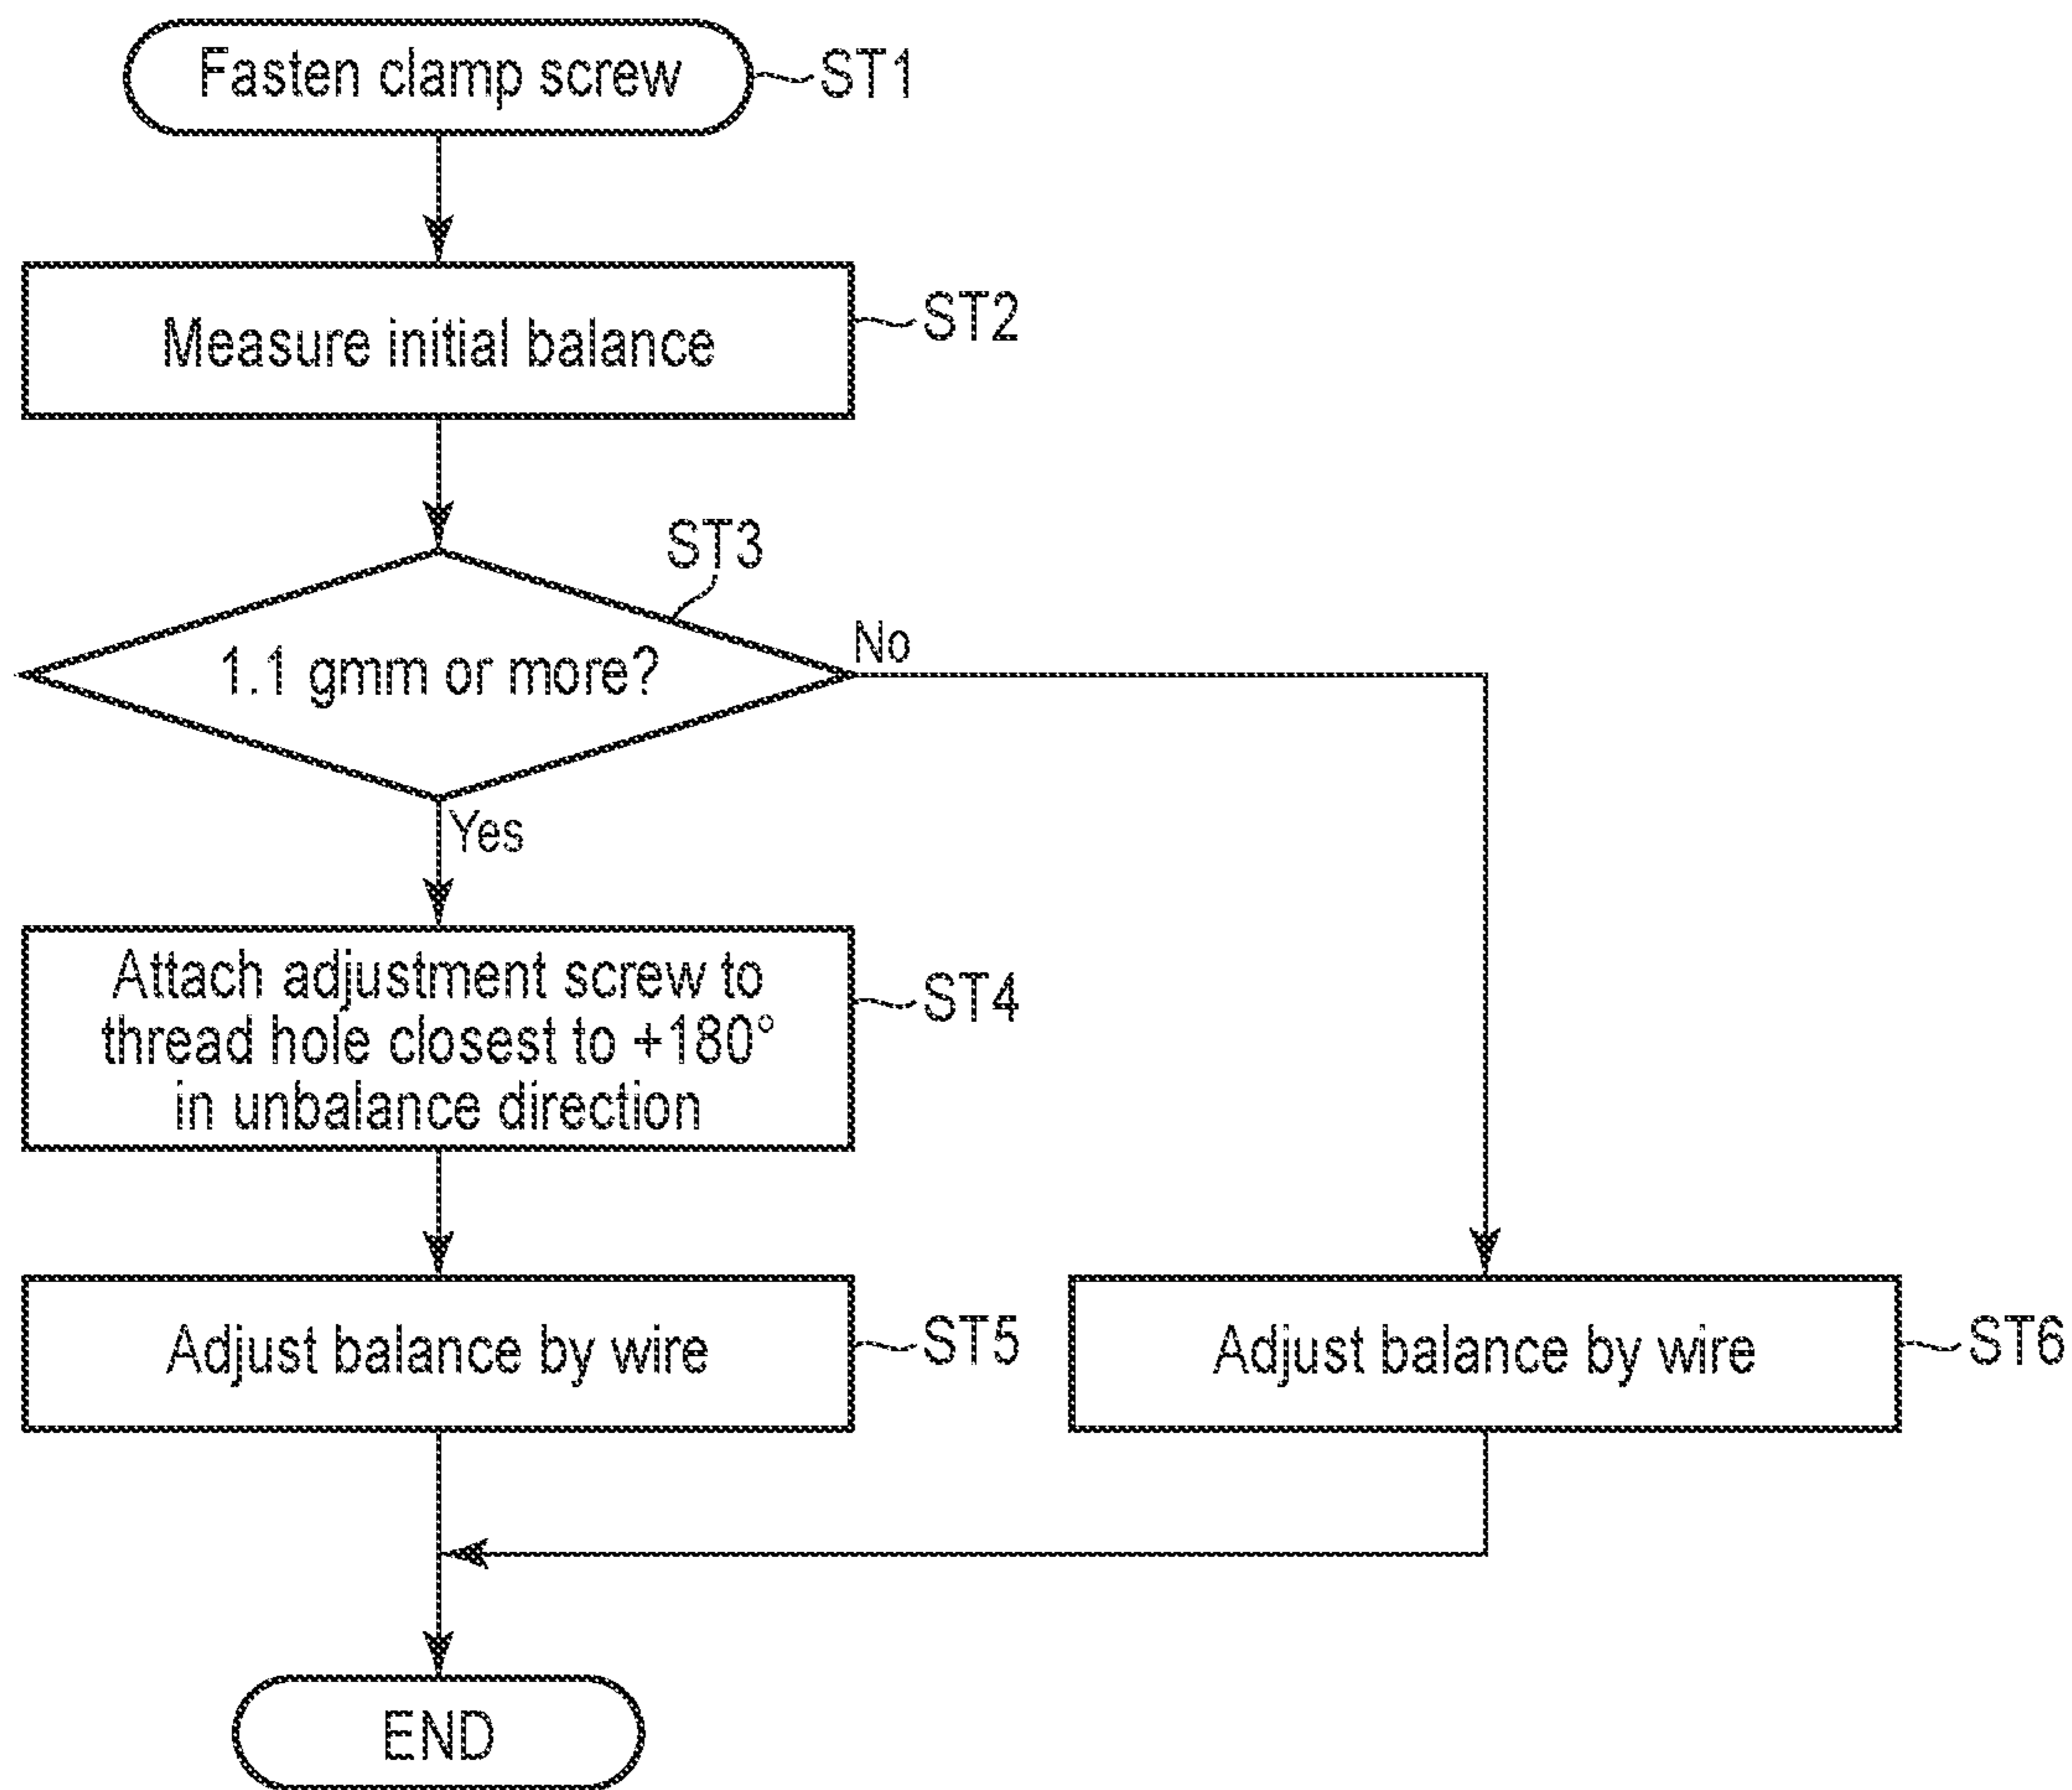 Fasten clamp screw
ST1
Measure initial balance
ST2
ST3
1.1 gmm or more?
No
Yes
Attach adjustment screw to
thread hole closest to +180°
in unbalance direction
ST4
Adjust balance by wire
ST5
Adjust balance by wire
ST6
END